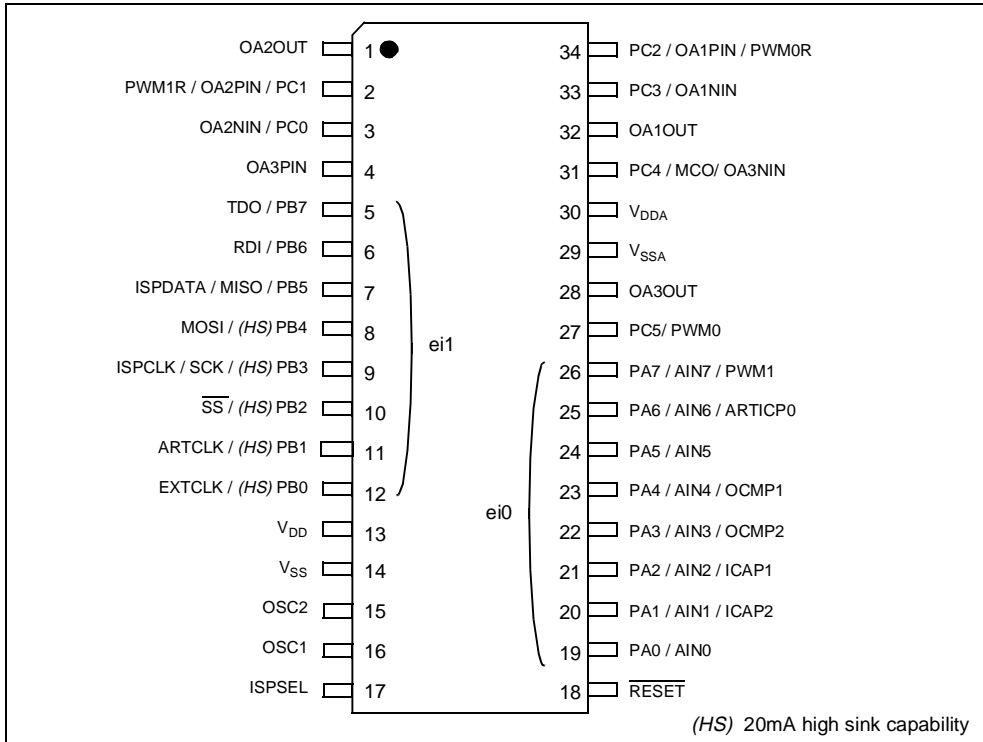 OA2OUT 1
PWM1R / OA2PIN / PC1 2
OA2NIN / PC0 3
OA3PIN 4
TDO / PB7 5
RDI / PB6 6
ISPDATA / MISO / PB5 7
MOSI / (HS) PB4 8
ISPCLK / SCK / (HS) PB3 9
SS / (HS) PB2 10
ARTCLK / (HS) PB1 11
EXTCLK / (HS) PB0 12
VDD 13
VSS 14
OSC2 15
OSC1 16
ISPSEL 17
ei1
ei0
34 PC2 / OA1PIN / PWM0R
33 PC3 / OA1NIN
32 OA1OUT
31 PC4 / MCO/ OA3NIN
30 VDDA
29 VSSA
28 OA3OUT
27 PC5/ PWM0
26 PA7 / AIN7 / PWM1
25 PA6 / AIN6 / ARTICP0
24 PA5 / AIN5
23 PA4 / AIN4 / OCMP1
22 PA3 / AIN3 / OCMP2
21 PA2 / AIN2 / ICAP1
20 PA1 / AIN1 / ICAP2
19 PA0 / AIN0
18 RESET
(HS) 20mA high sink capability